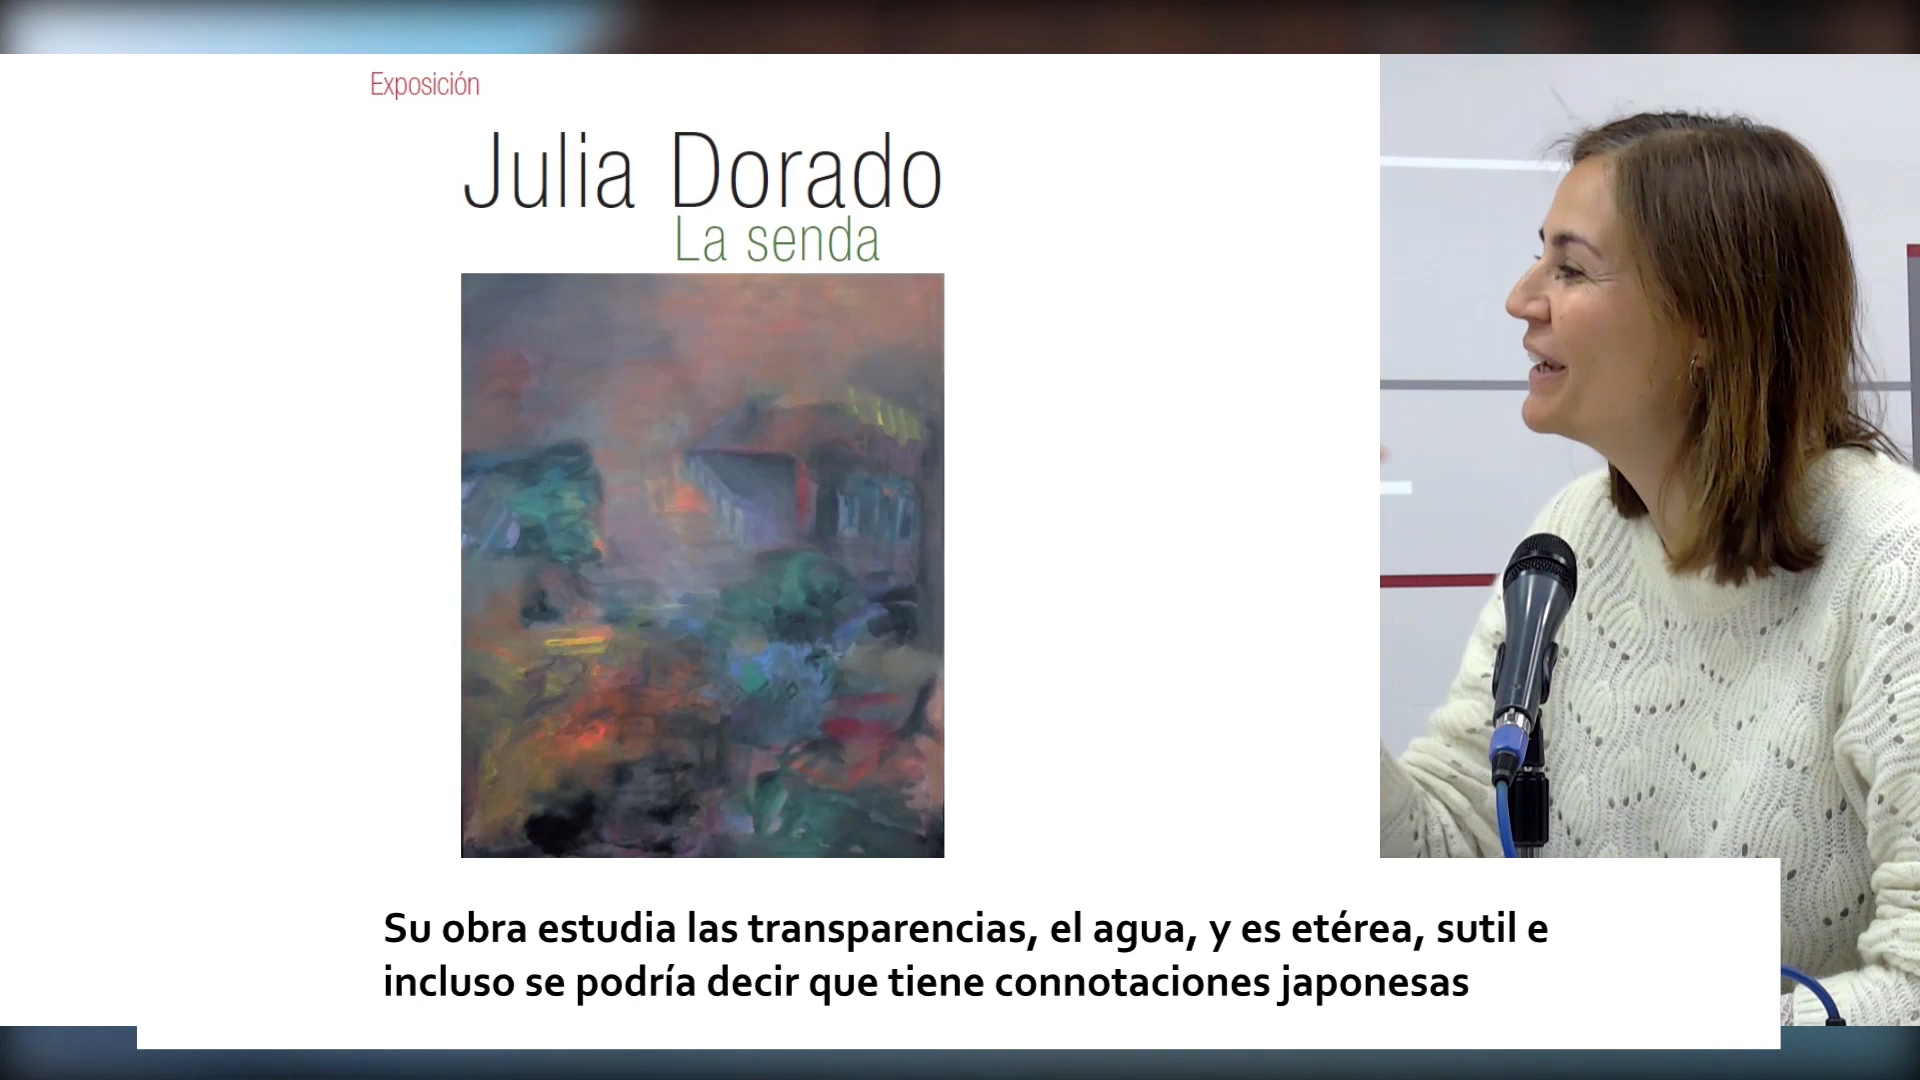 Exposición
Julia Dorado
La senda
Su obra estudia las transparencias, el agua, y es etérea, sutil e
incluso se podría decir que tiene connotaciones japonesas